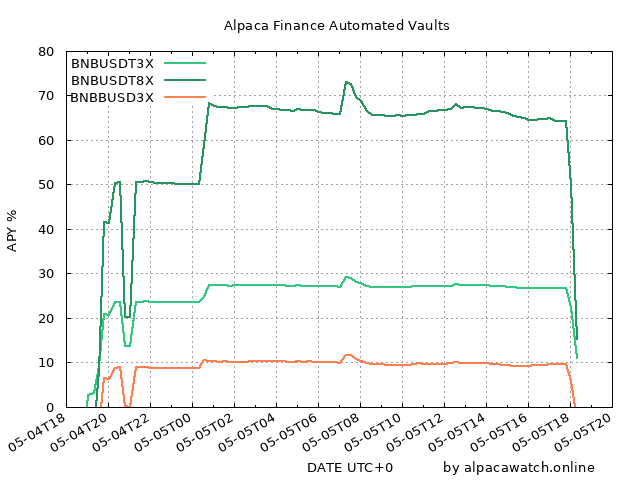 Alpaca Finance Automated Vaults
BNBUSDT3X
BNBUSDT8X
BNBBUSD3X
APY %
80
70
60
50
40
30
20
10
0
05-04T18
05-04T20
05-04T22
05-05T00
05-05T02
05-05T04
05-05T06
05-05T08
05-05T10
05-05T12
05-05T14
05-05T16
05-05T18
05-05T20
DATE UTC+0
by alpacawatch.online